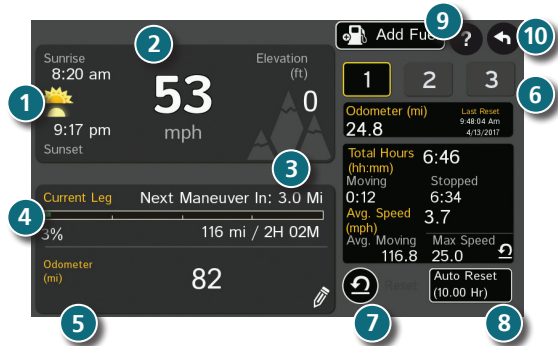 2
9
10
1
3
6
4
5
7
8
Sunrise
8:20 am
9:17 pm
Sunset
53
mph
Elevation
(ft)
0
Current Leg Next Maneuver In: 3.0 Mi
3% 116 mi / 2H 02M
Odometer
(mi)
82
Add Fuel
?
1 2 3
Odometer (mi)
24.8
Last Reset
9:48:04 Am
4/13/2017
Total Hours
(hh:mm)
6:46
Moving Stopped
0:12 6:34
Avg. Speed
(mph)
3.7
Avg. Moving Max Speed
116.8 25.0
Reset
Auto Reset
(10.00 Hr)